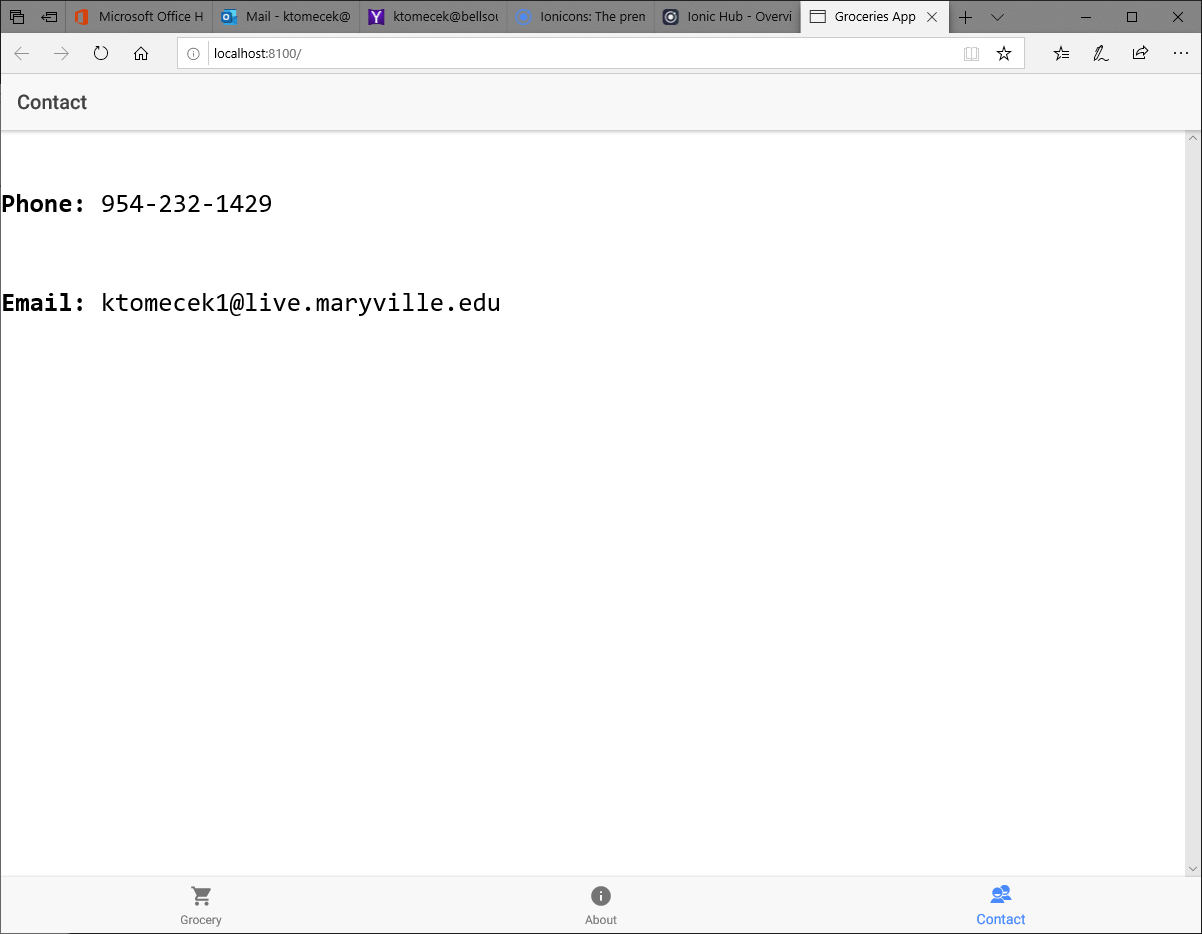 Microsoft Office H
Mail - ktomecek@
ktomecek@bellsou
Ionicons: The prem
Ionic Hub - Overvi
Groceries App
localhost:8100/
Contact
Phone: 954-232-1429
Email: ktomecek1@live.maryville.edu
Grocery
About
Contact